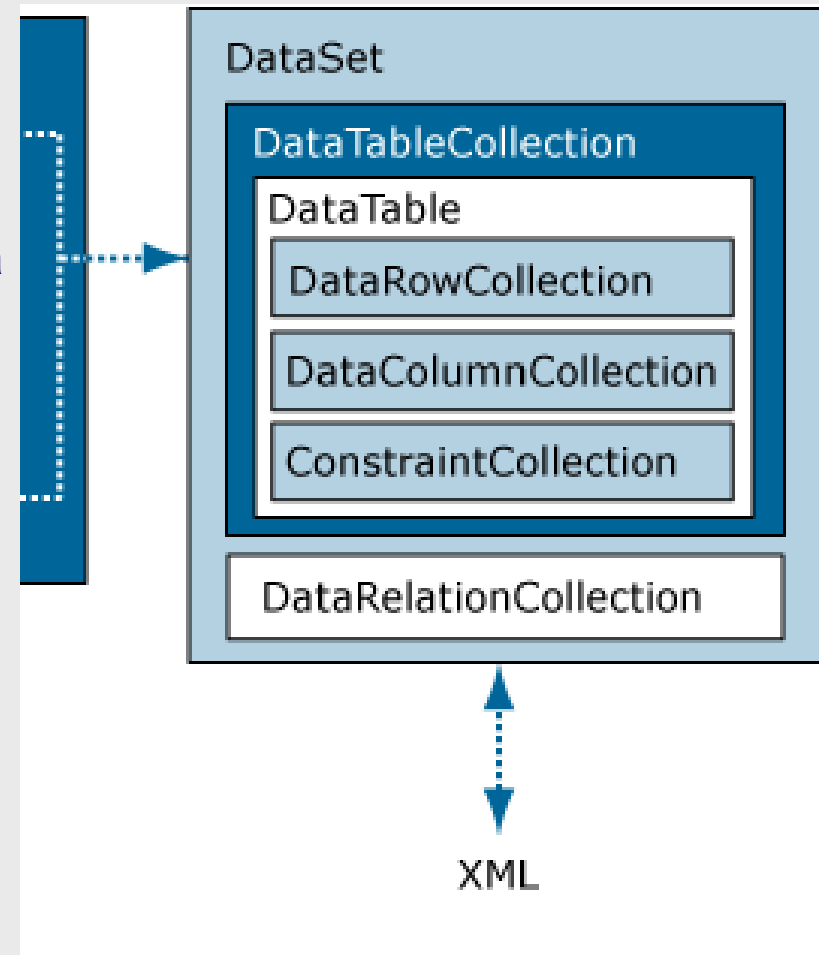 DataSet
DataTableCollection
DataTable
DataRowCollection
DataColumnCollection
ConstraintCollection
DataRelationCollection
XML